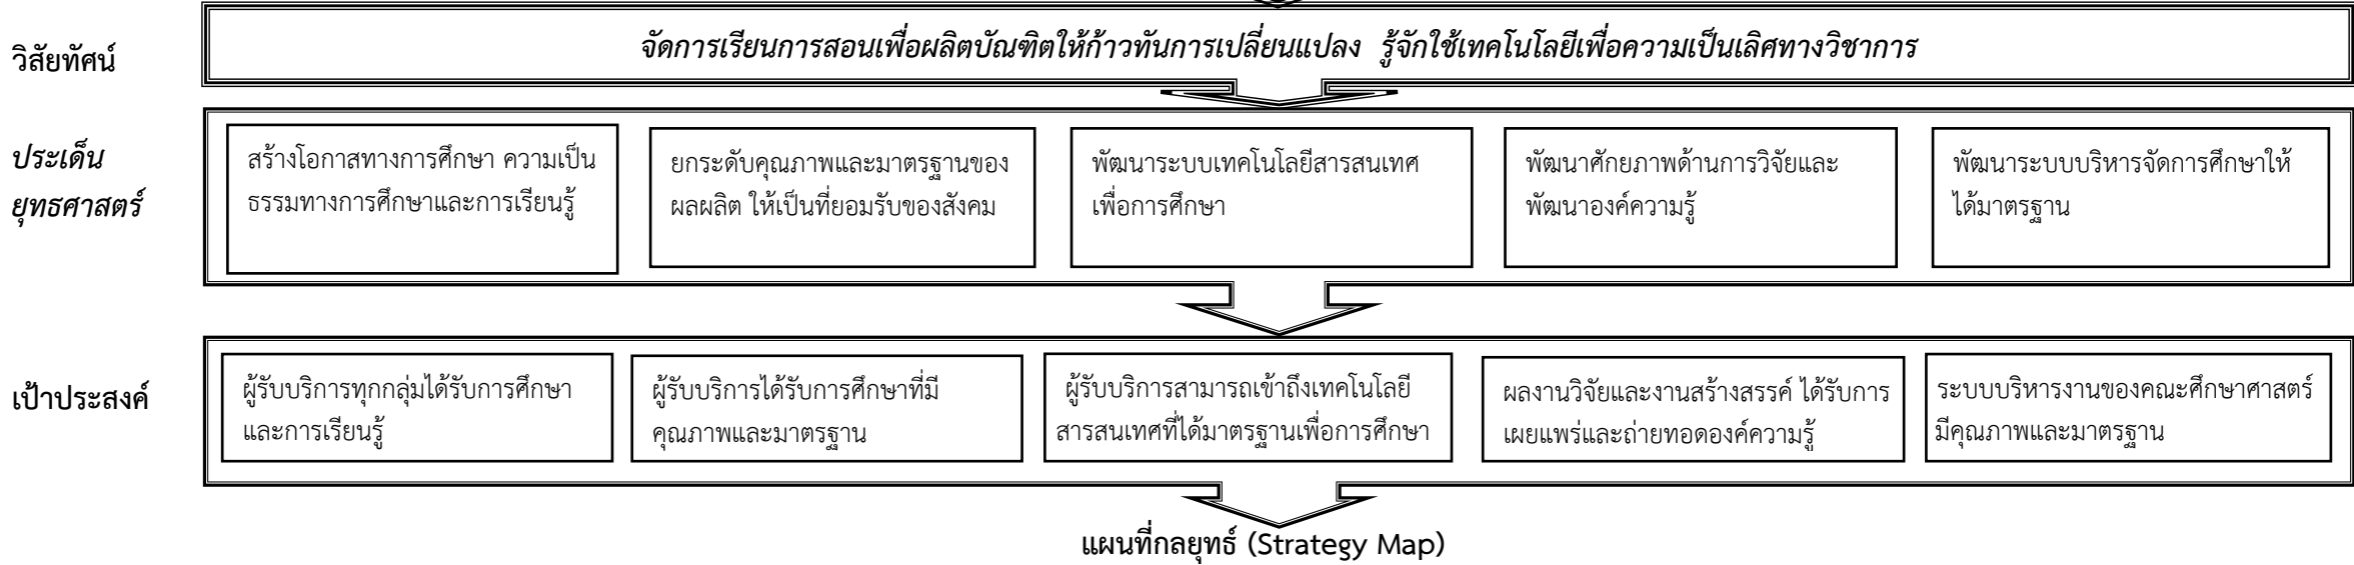 วิสัยทัศน์
จัดการเรียนการสอนเพื่อผลิตบัณฑิตให้ก้าวทันการเปลี่ยนแปลง รู้จักใช้เทคโนโลยีเพื่อความเป็นเลิศทางวิชาการ
ประเด็น
ยุทธศาสตร์
สร้างโอกาสทางการศึกษา ความเป็น
ธรรมทางการศึกษาและการเรียนรู้
ยกระดับคุณภาพและมาตรฐานของ
ผลผลิต ให้เป็นที่ยอมรับของสังคม
พัฒนาระบบเทคโนโลยีสารสนเทศ
เพื่อการศึกษา
พัฒนาศักยภาพด้านการวิจัยและ
พัฒนาองค์ความรู้
พัฒนาระบบบริหารจัดการศึกษาให้
ได้มาตรฐาน
เป้าประสงค์
ผู้รับบริการทุกกลุ่มได้รับการศึกษา
และการเรียนรู้
ผู้รับบริการได้รับการศึกษาที่มี
คุณภาพและมาตรฐาน
ผู้รับบริการสามารถเข้าถึงเทคโนโลยี
สารสนเทศที่ได้มาตรฐานเพื่อการศึกษา
ผลงานวิจัยและงานสร้างสรรค์ ได้รับการ
เผยแพร่และถ่ายทอดองค์ความรู้
ระบบบริหารงานของคณะศึกษาศาสตร์
มีคุณภาพและมาตรฐาน
แผนที่กลยุทธ์ (Strategy Map)